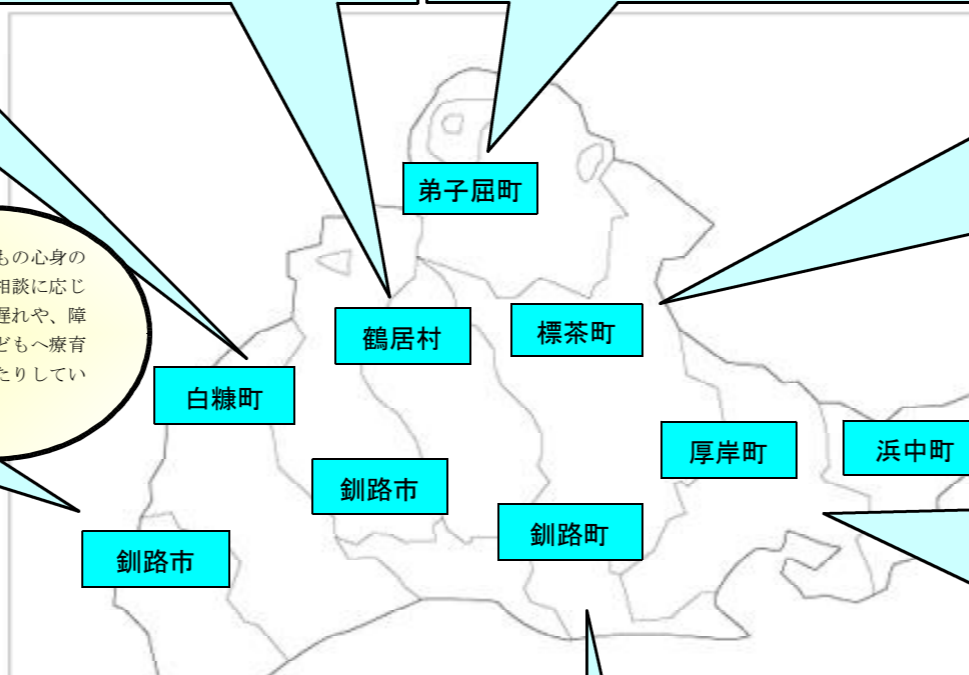 弟子屈町
もの心身の
相談に応じ
遅れや、障
どもへ療育
たりしてい
鶴居村
標茶町
白糠町
厚岸町
浜中町
釧路市
釧路町
釧路市